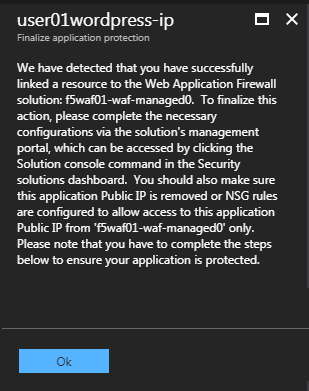 user01wordpress-ip
Finalize application protection
We have detected that you have successfully
linked a resource to the Web Application Firewall
solution: f5waf01-waf-managed0.  To finalize this
action, please complete the necessary
configurations via the solution's management
portal, which can be accessed by clicking the
Solution console command in the Security
solutions dashboard.  You should also make sure
this application Public IP is removed or NSG rules
are configured to allow access to this application
Public IP from 'f5waf01-waf-managed0' only.
Please note that you have to complete the steps
below to ensure your application is protected.
Ok